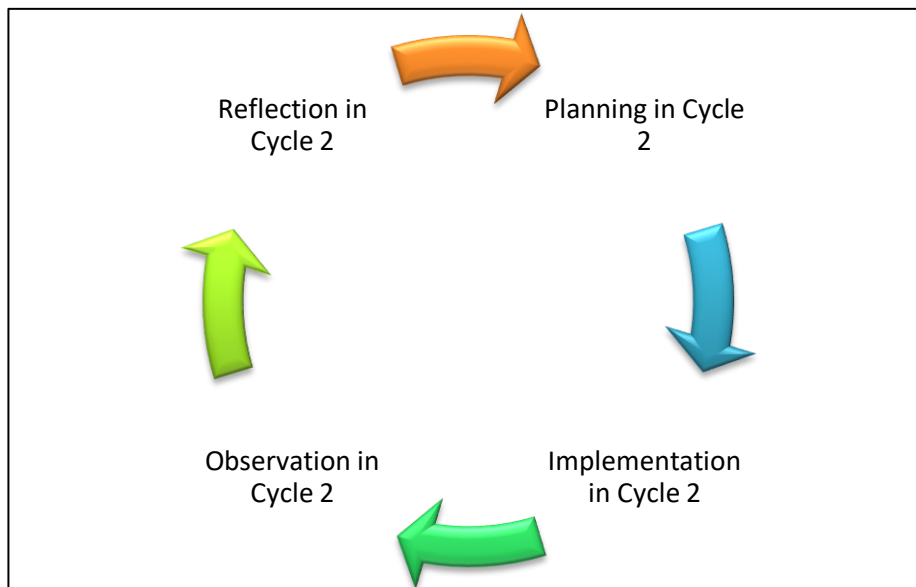 Reflection in
Cycle 2
Planning in Cycle
2
Observation in
Cycle 2
Implementation
in Cycle 2